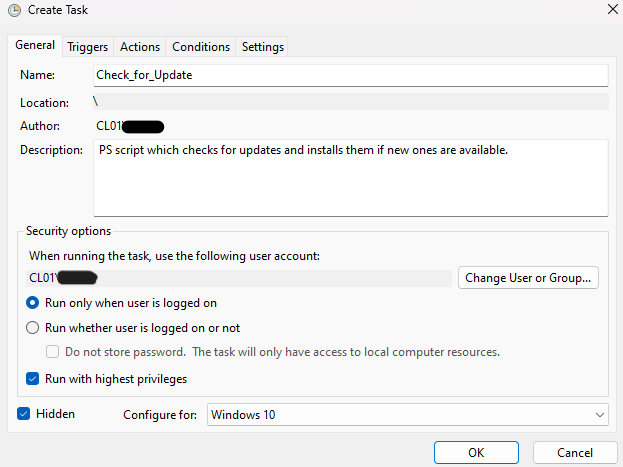 Create Task
General Triggers Actions Conditions Settings
Name: Check_for_Update
Location: \
Author: CL01\
Description: PS script which checks for updates and installs them if new ones are available.
Security options
When running the task, use the following user account:
CL01\ Change User or Group...
Run only when user is logged on
Run whether user is logged on or not
Do not store password. The task will only have access to local computer resources.
Run with highest privileges
Hidden Configure for: Windows 10
OK Cancel